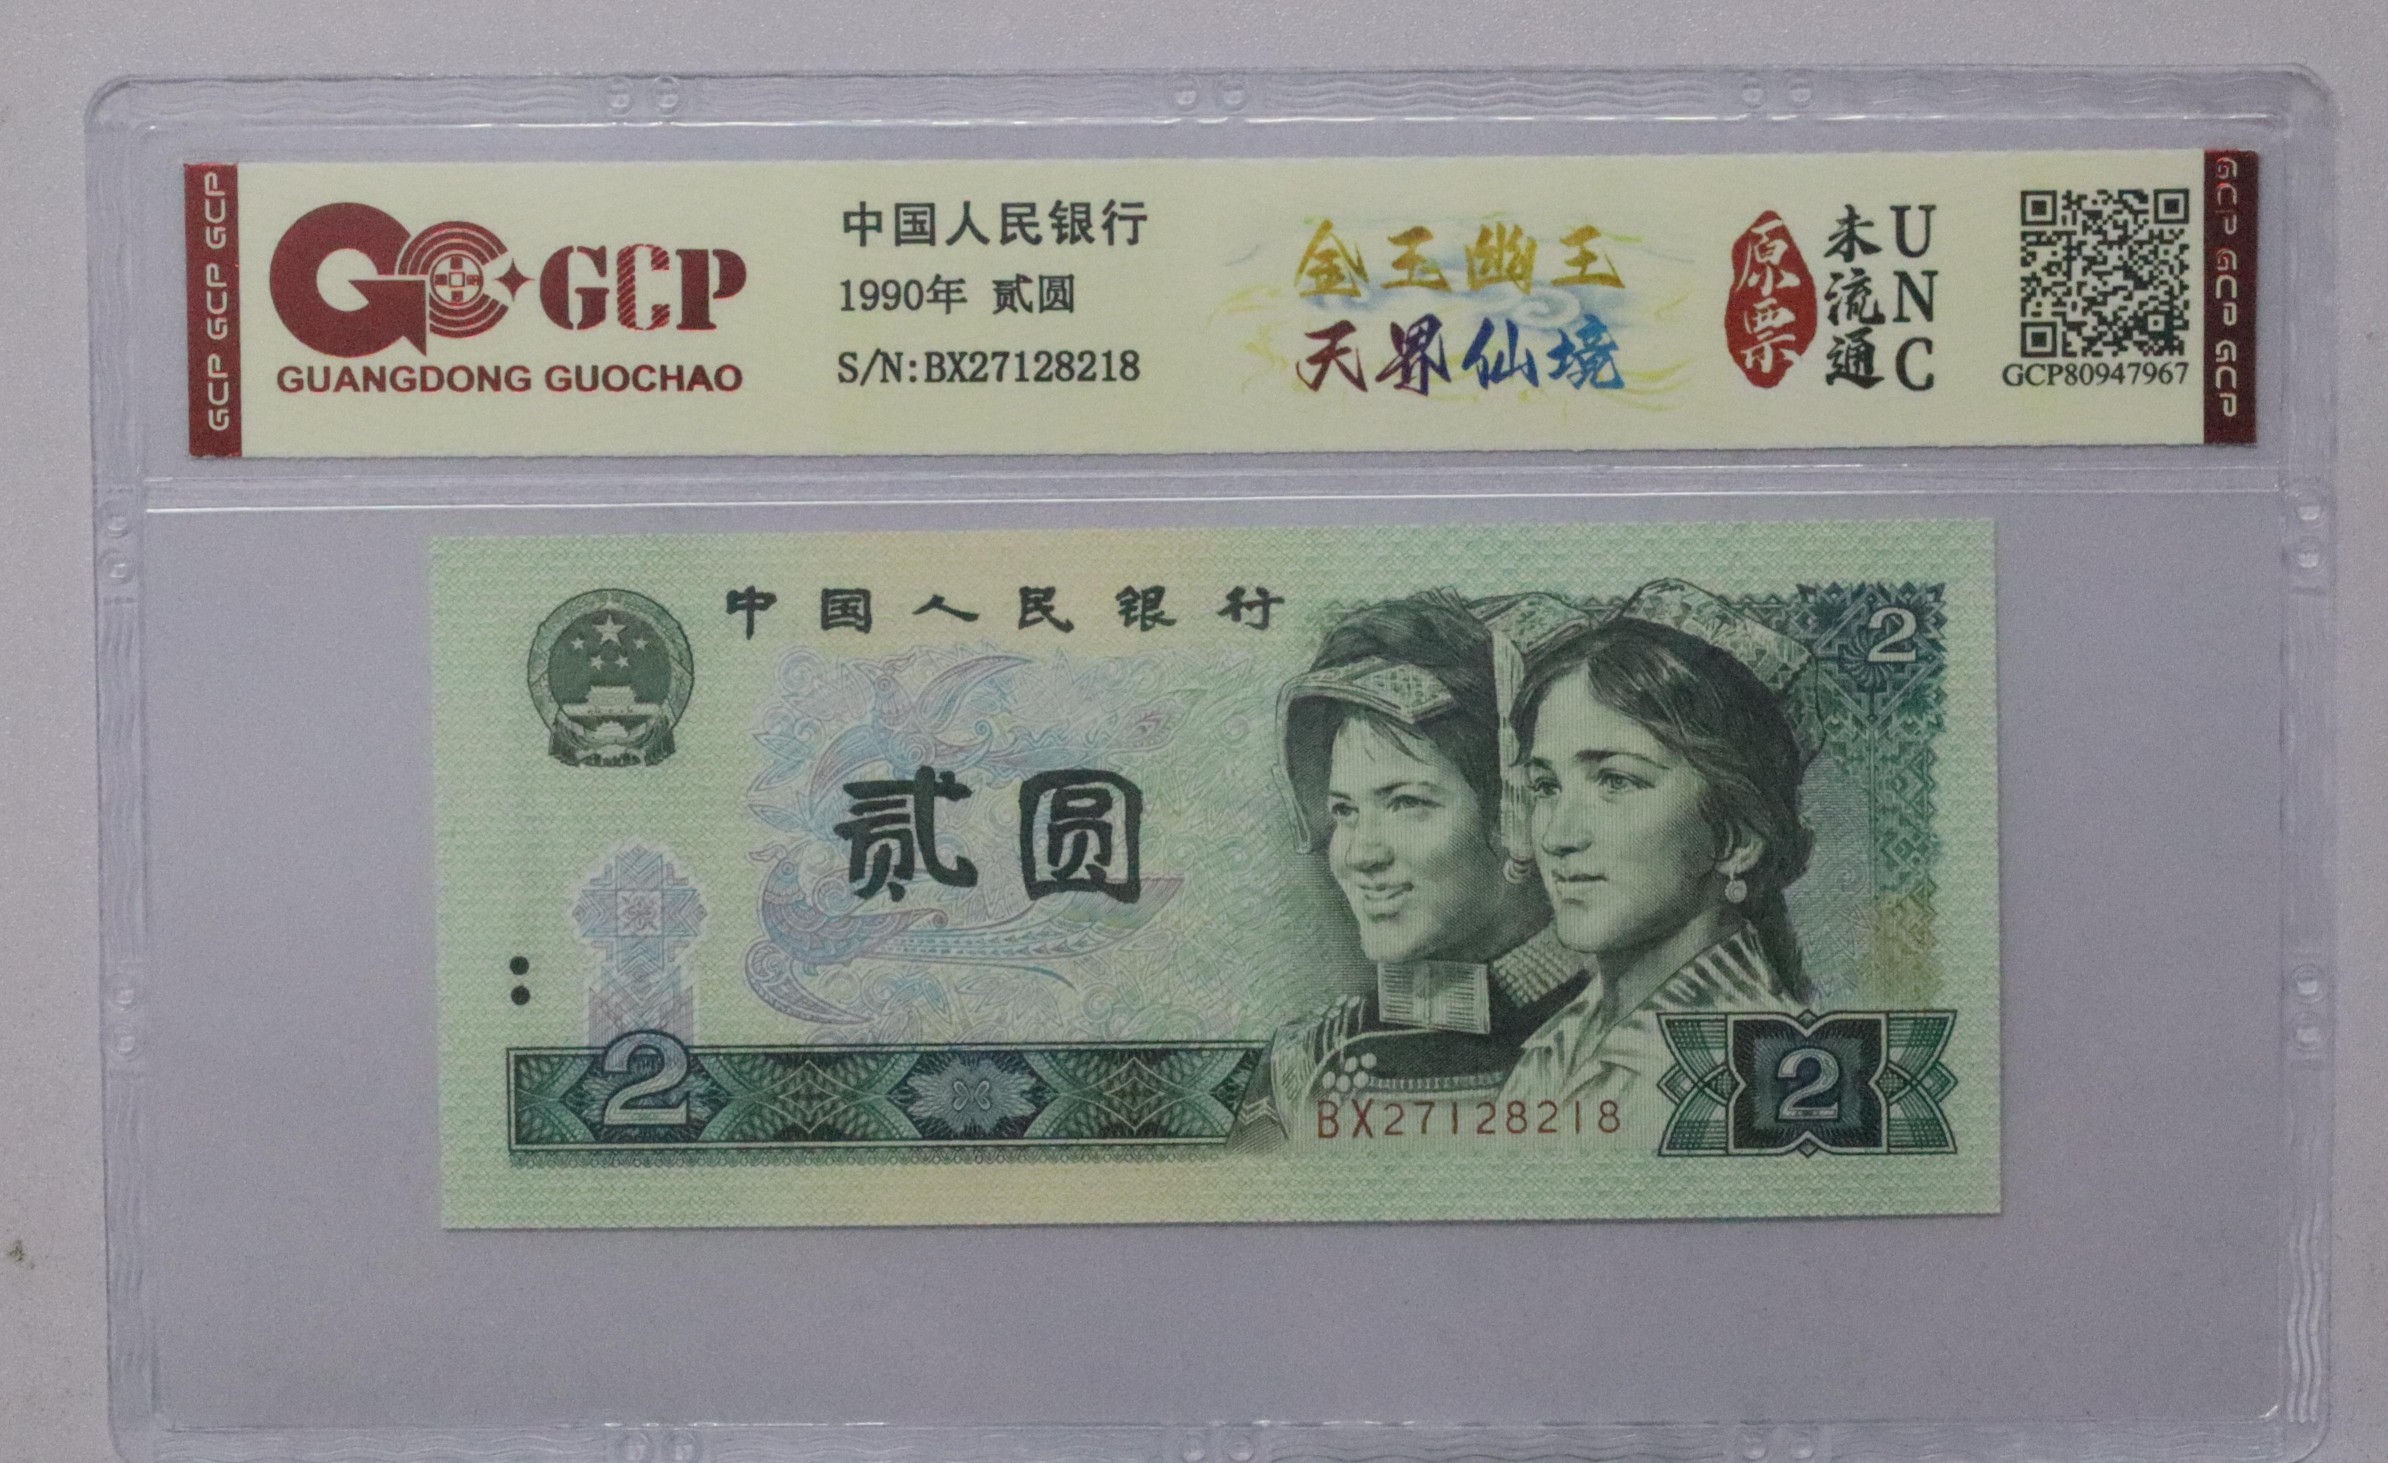 GCP GCP GCP
GCP
GUANGDONG GUOCHAO
中国人民银行
1990年 贰圆
S/N:BX27128218
金玉幽王
天界仙境
原票
未流通
UNC
GCP80947967
GCP GCP GCP
中国人民银行
2
贰圆
2
BX27128218
2